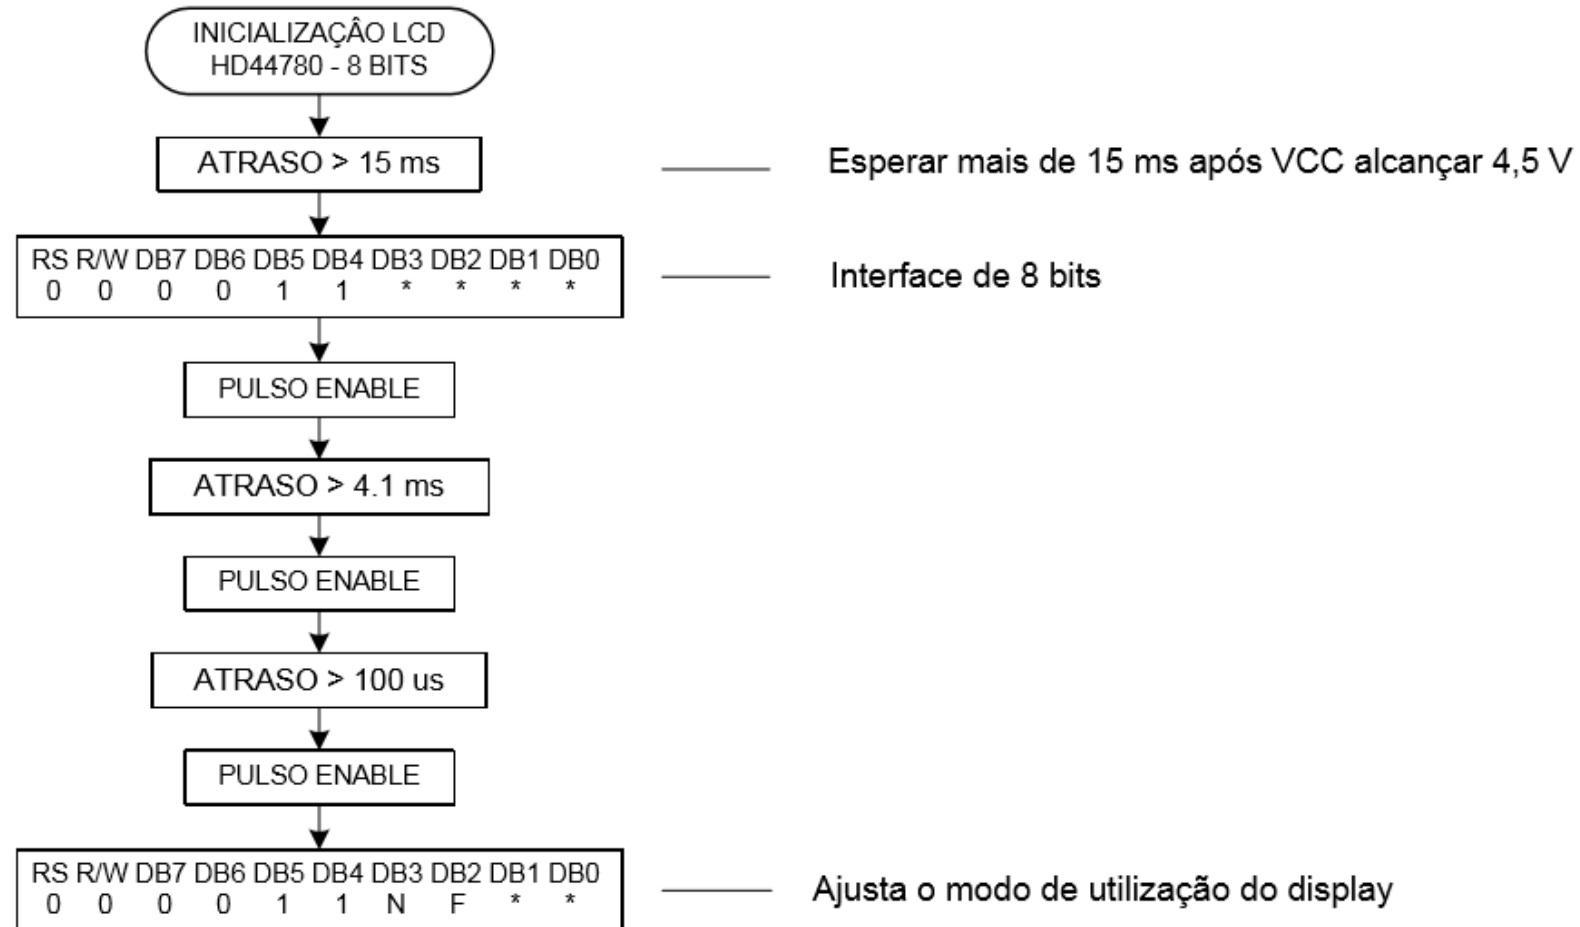 INICIALIZAÇÂO LCD
HD44780 - 8 BITS
ATRASO > 15 ms
Esperar mais de 15 ms após VCC alcançar 4,5 V
RS R/W DB7 DB6 DB5 DB4 DB3 DB2 DB1 DB0
0 0 0 0 1 1 * * * *
Interface de 8 bits
PULSO ENABLE
ATRASO > 4.1 ms
PULSO ENABLE
ATRASO > 100 us
PULSO ENABLE
RS R/W DB7 DB6 DB5 DB4 DB3 DB2 DB1 DB0
0 0 0 0 1 1 N F * *
Ajusta o modo de utilização do display